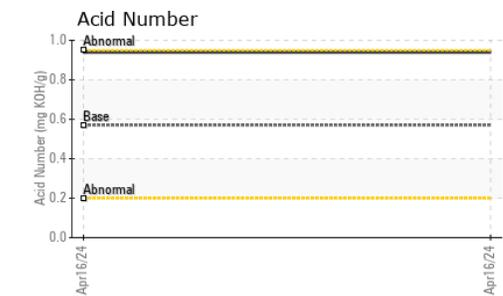 Acid Number
Acid Number (mg KOH/g)
1.0
0.8
0.6
0.4
0.2
0.0
Abnormal
Base
Abnormal
Apr16/24
Apr16/24